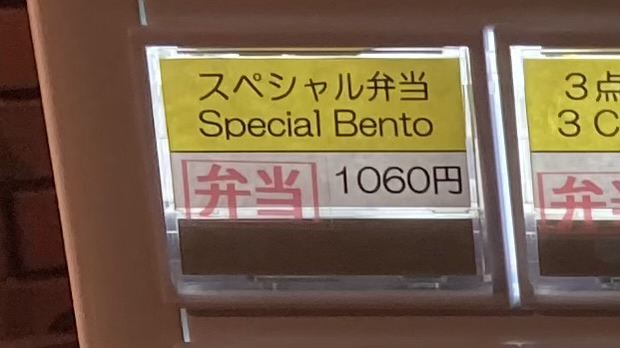 スペシャル弁当
Special Bento
弁当 1060円
3点
3 C
弁当